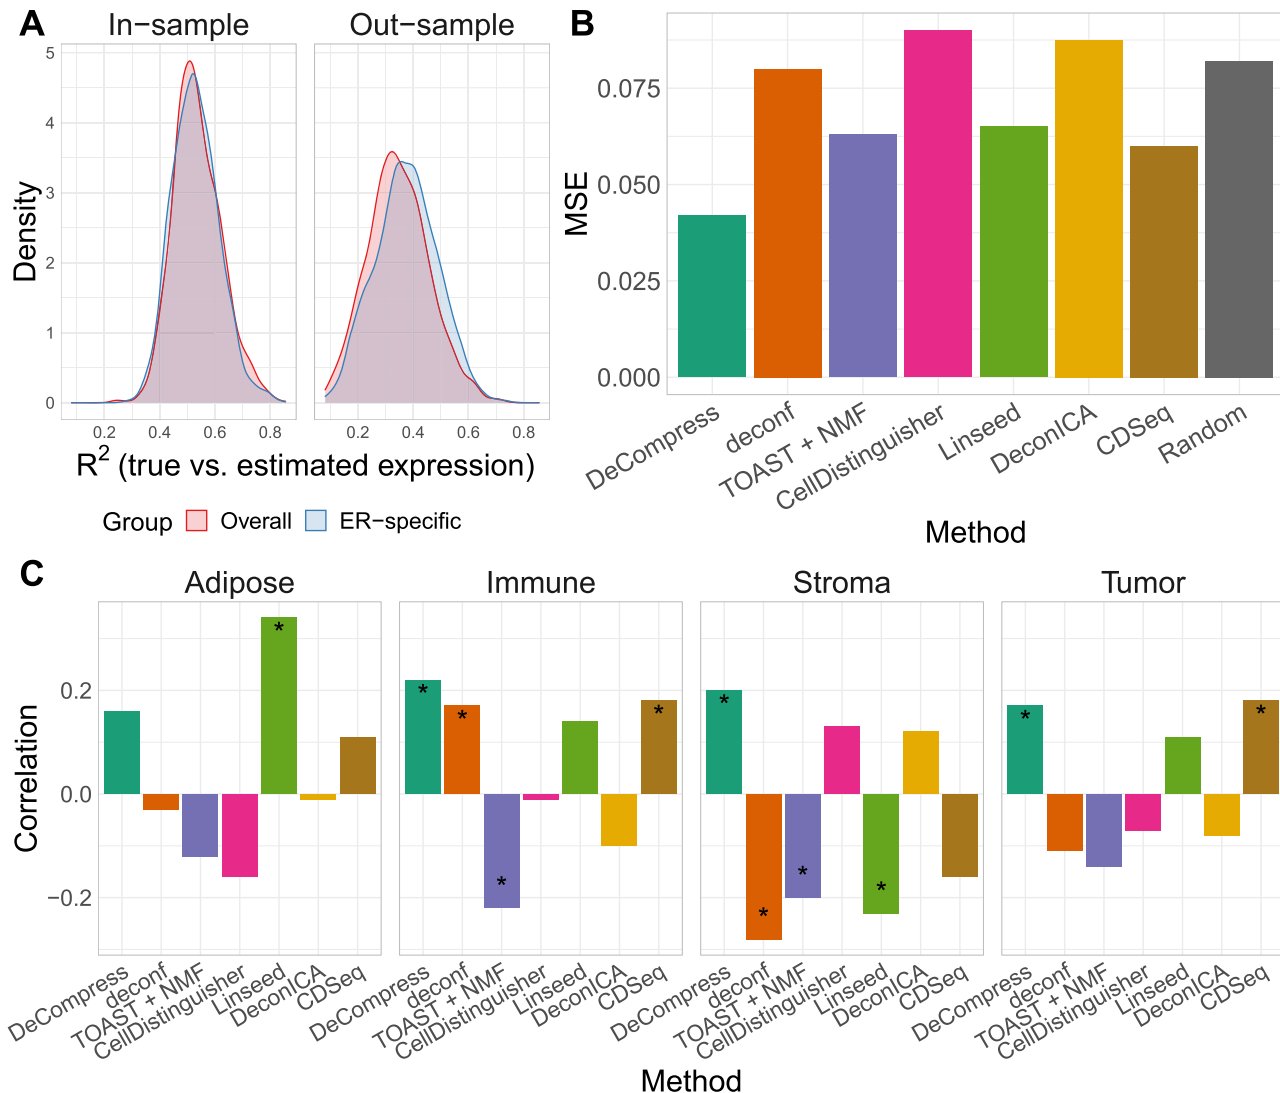 A
In−sample
Out−sample
5
4
3
2
1
0
Density
0.2
0.4
0.6
0.8
0.2
0.4
0.6
0.8
R2 (true vs. estimated expression)
Group
Overall
ER−specific
B
0.075
0.050
0.025
0.000
MSE
DeCompress
deconf
TOAST + NMF
CellDistinguisher
Linseed
DeconICA
CDSeq
Random
Method
C
Adipose
Immune
Stroma
Tumor
0.2
0.0
−0.2
Correlation
*
*
*
*
*
*
*
*
*
*
*
DeCompress
deconf
TOAST + NMF
CellDistinguisher
Linseed
DeconICA
CDSeq
DeCompress
deconf
TOAST + NMF
CellDistinguisher
Linseed
DeconICA
CDSeq
DeCompress
deconf
TOAST + NMF
CellDistinguisher
Linseed
DeconICA
CDSeq
DeCompress
deconf
TOAST + NMF
CellDistinguisher
Linseed
DeconICA
CDSeq
Method